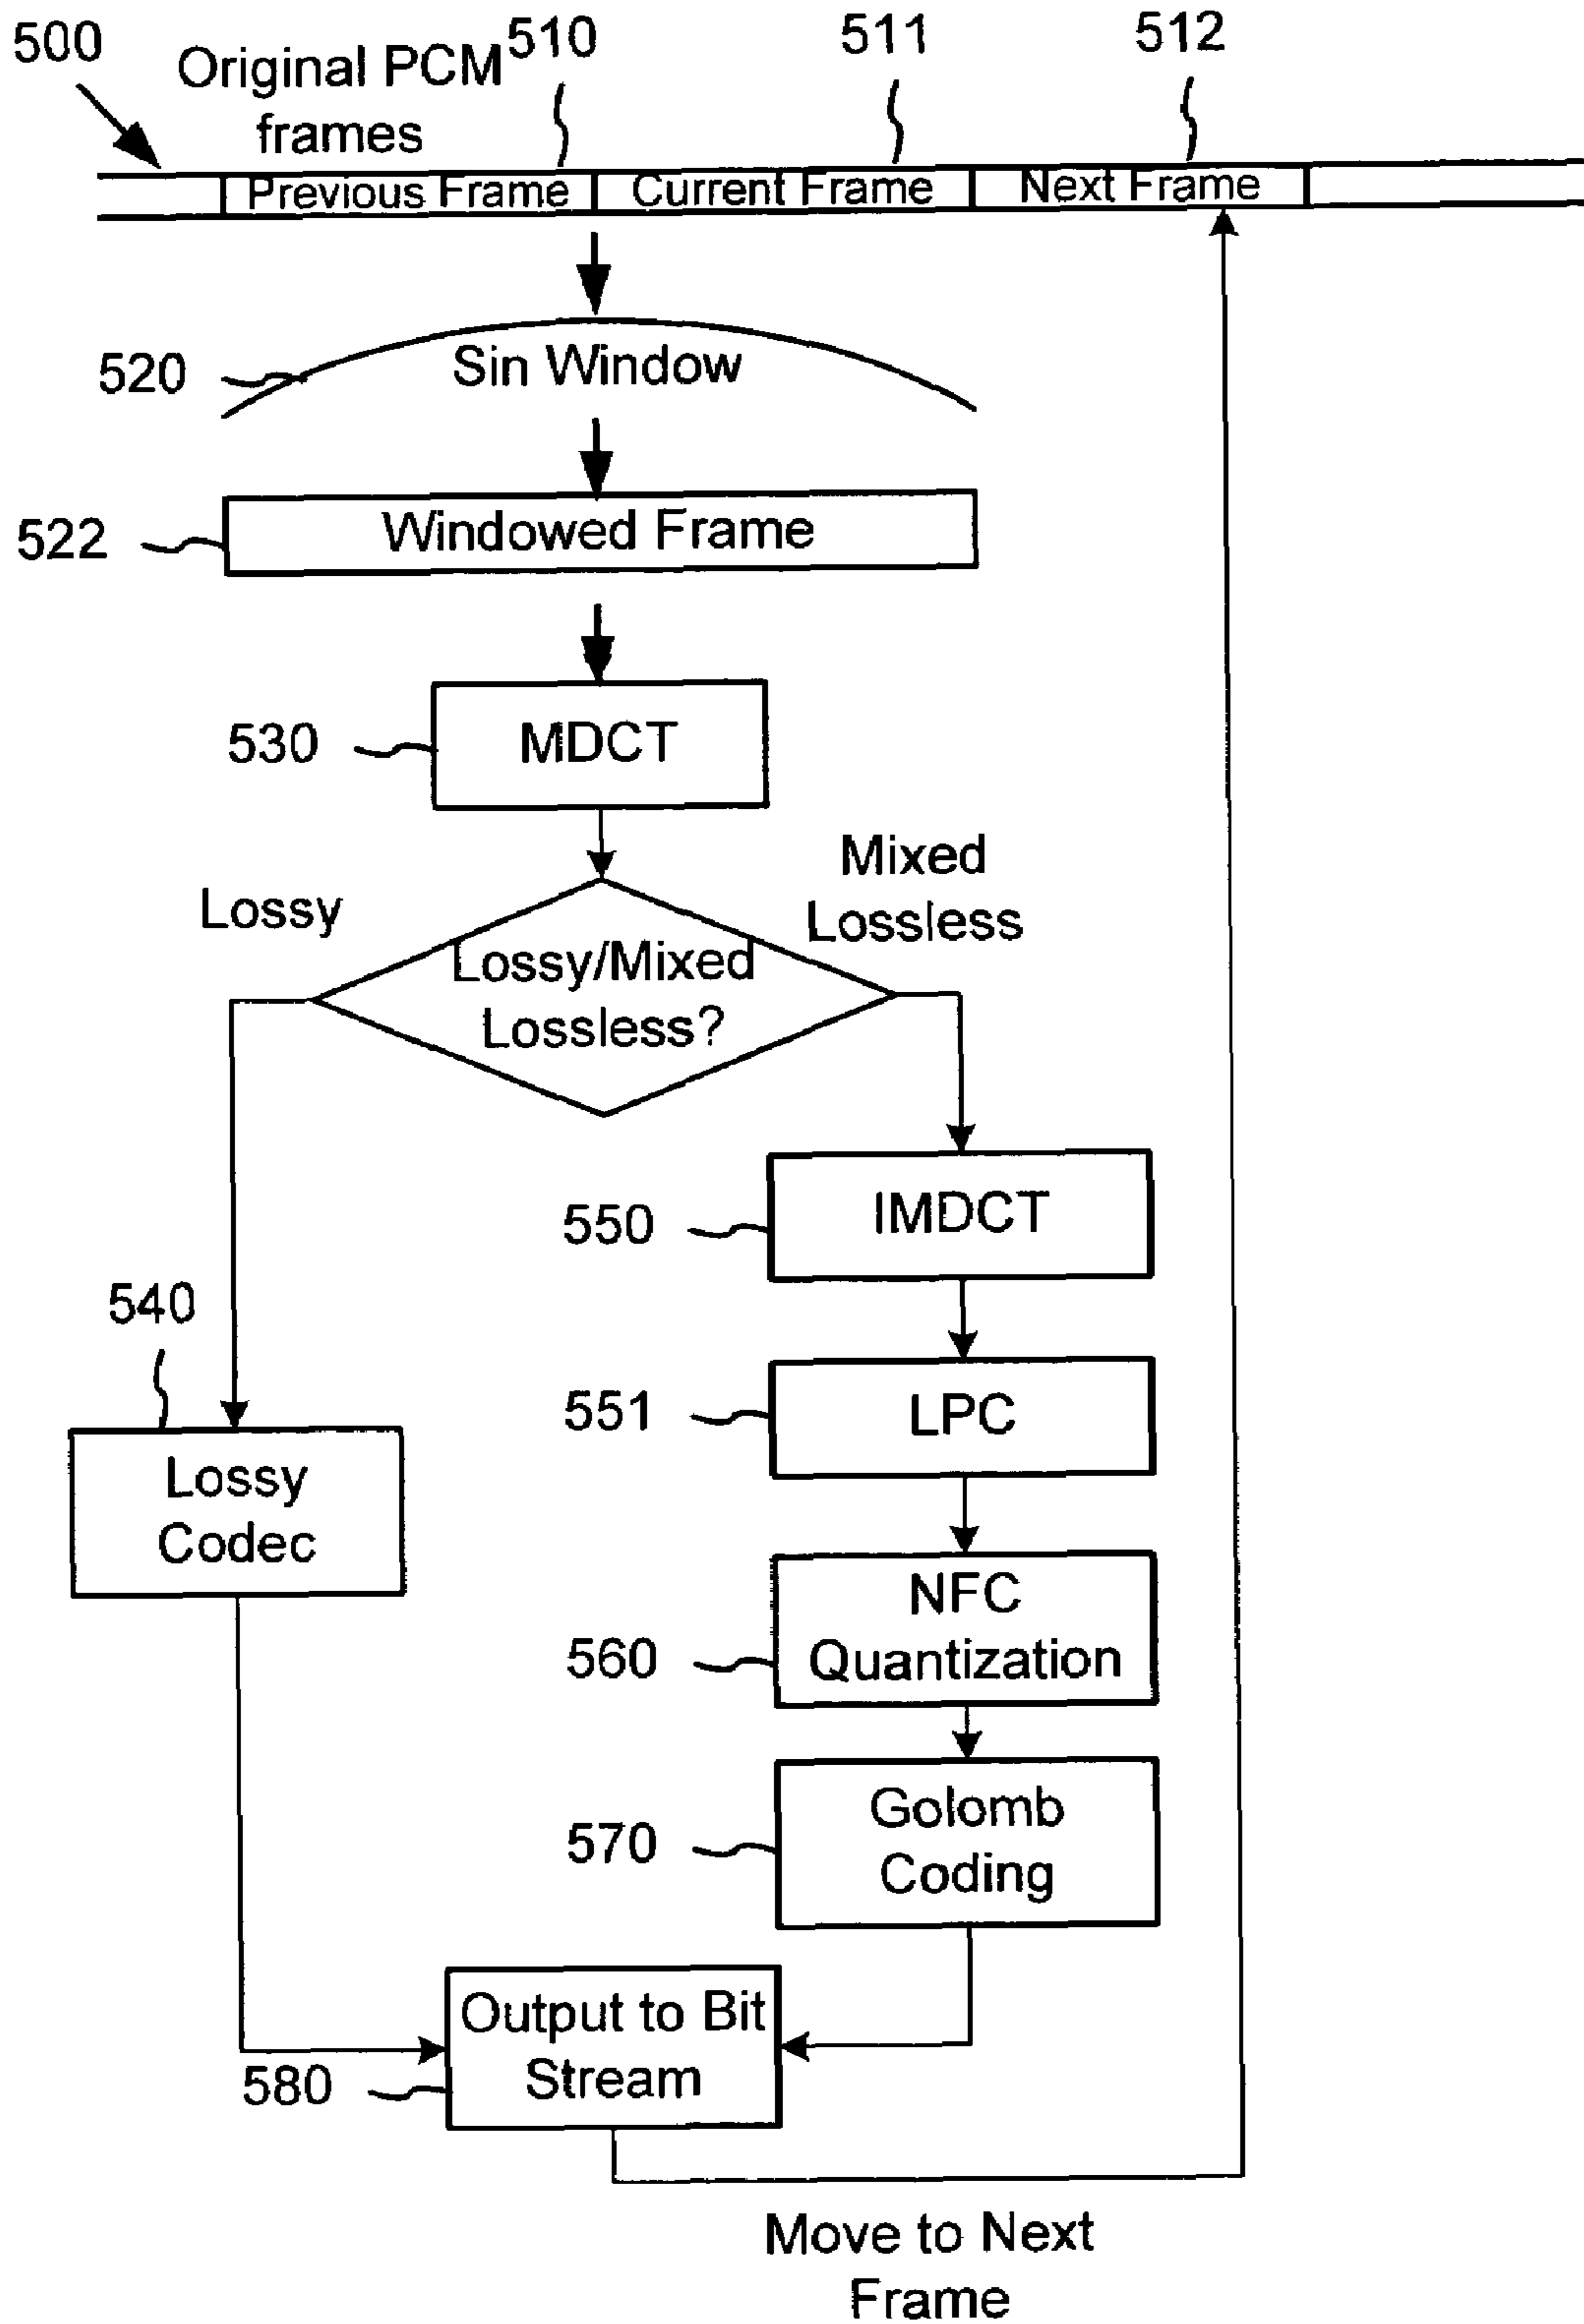 500
Original PCM
frames
510
511
512
Previous Frame
Current Frame
Next Frame
520
Sin Window
522
Windowed Frame
530
MDCT
Lossy
Mixed
Lossless
Lossy/Mixed
Lossless?
550
IMDCT
540
551
LPC
Lossy
Codec
560
NFC
Quantization
570
Golomb
Coding
Output to Bit
Stream
580
Move to Next
Frame